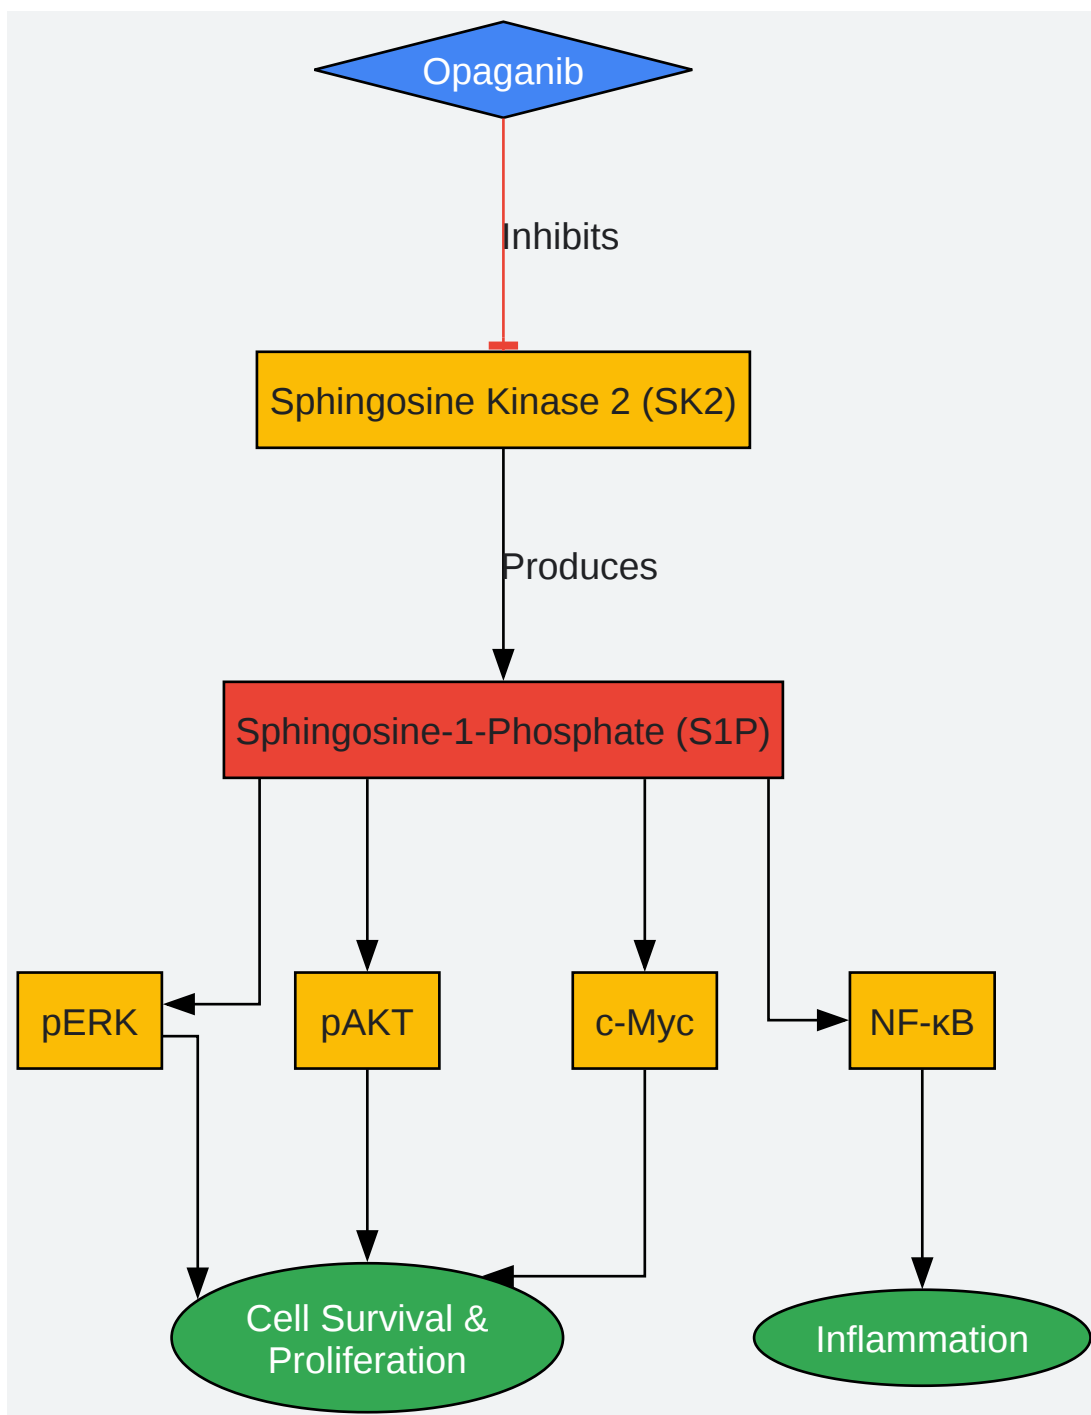 Opaganib
Inhibits
Sphingosine Kinase 2 (SK2)
Produces
Sphingosine-1-Phosphate (S1P)
pERK
pAKT
c-Myc
NF-κB
Cell Survival &
Proliferation
Inflammation